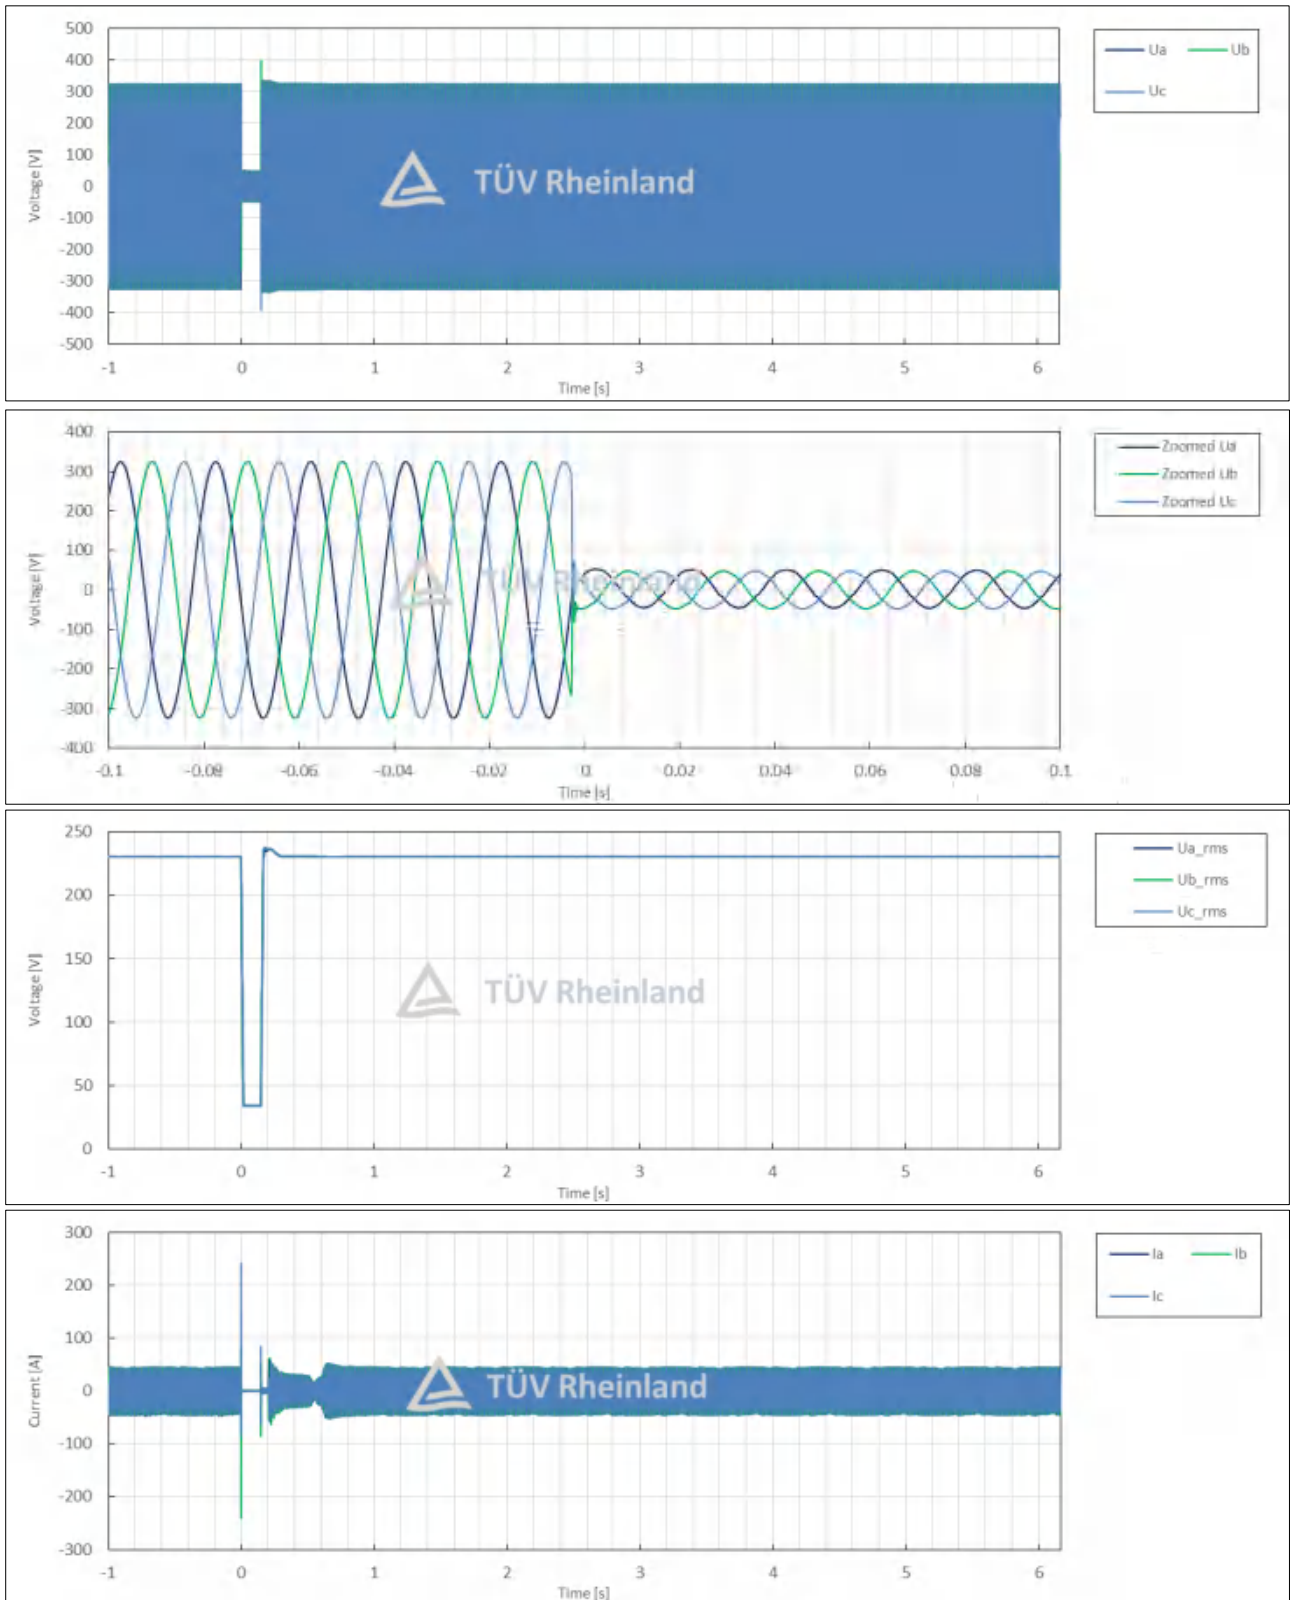 500
400
300
200
100
0
-100
-200
-300
-400
-500
Voltage [V]
-1 0 1 2 3 4 5 6
Time [s]
Ua Ub
Uc
TÜV Rheinland
400
300
200
100
0
-100
-200
-300
-400
Voltage [V]
-0.1 -0.08 -0.06 -0.04 -0.02 0 0.02 0.04 0.06 0.08 0.1
Time [s]
Zoomed Ua
Zoomed Ub
Zoomed Uc
TÜV Rheinland
250
200
150
100
50
0
Voltage [V]
-1 0 1 2 3 4 5 6
Time [s]
Ua_rms
Ub_rms
Uc_rms
TÜV Rheinland
300
200
100
0
-100
-200
-300
Current [A]
-1 0 1 2 3 4 5 6
Time [s]
Ia Ib
Ic
TÜV Rheinland